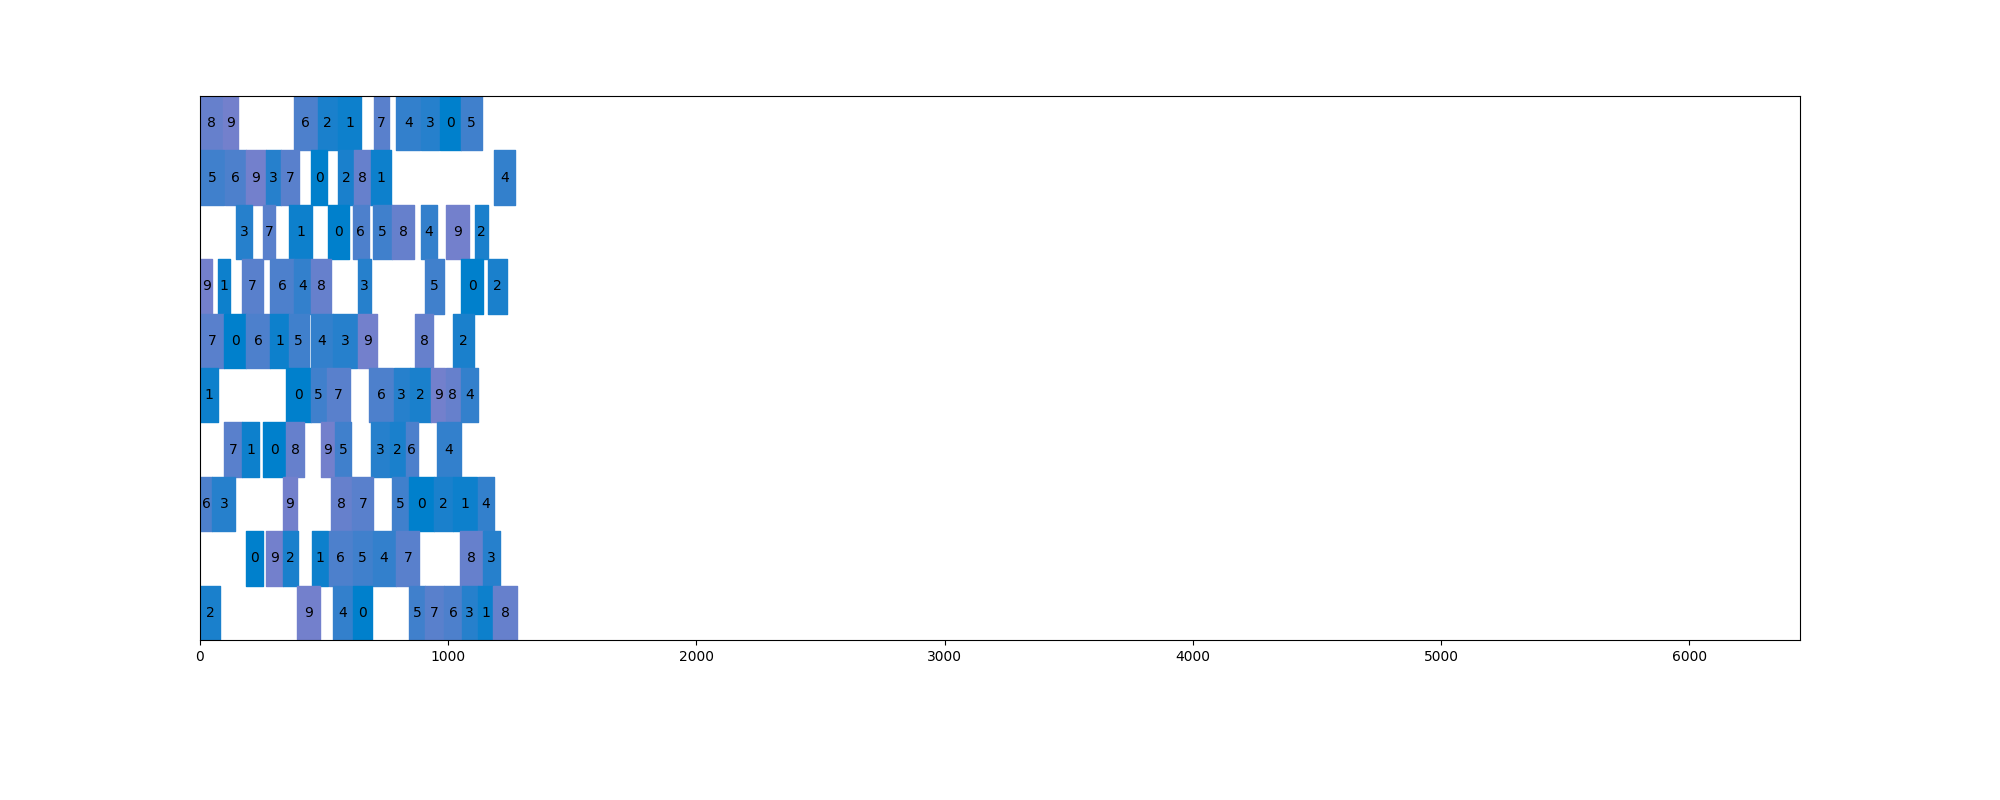 8 9 6 2 1 7 4 3 0 5
5 6 9 3 7 0 2 8 1 4
3 7 1 0 6 5 8 4 9 2
9 1 7 6 4 8 3 5 0 2
7 0 6 1 5 4 3 9 8 2
1 0 5 7 6 3 2 9 8 4
7 1 0 8 9 5 3 2 6 4
6 3 9 8 7 5 0 2 1 4
0 9 2 1 6 5 4 7 8 3
2 9 4 0 5 7 6 3 1 8
0 1000 2000 3000 4000 5000 6000